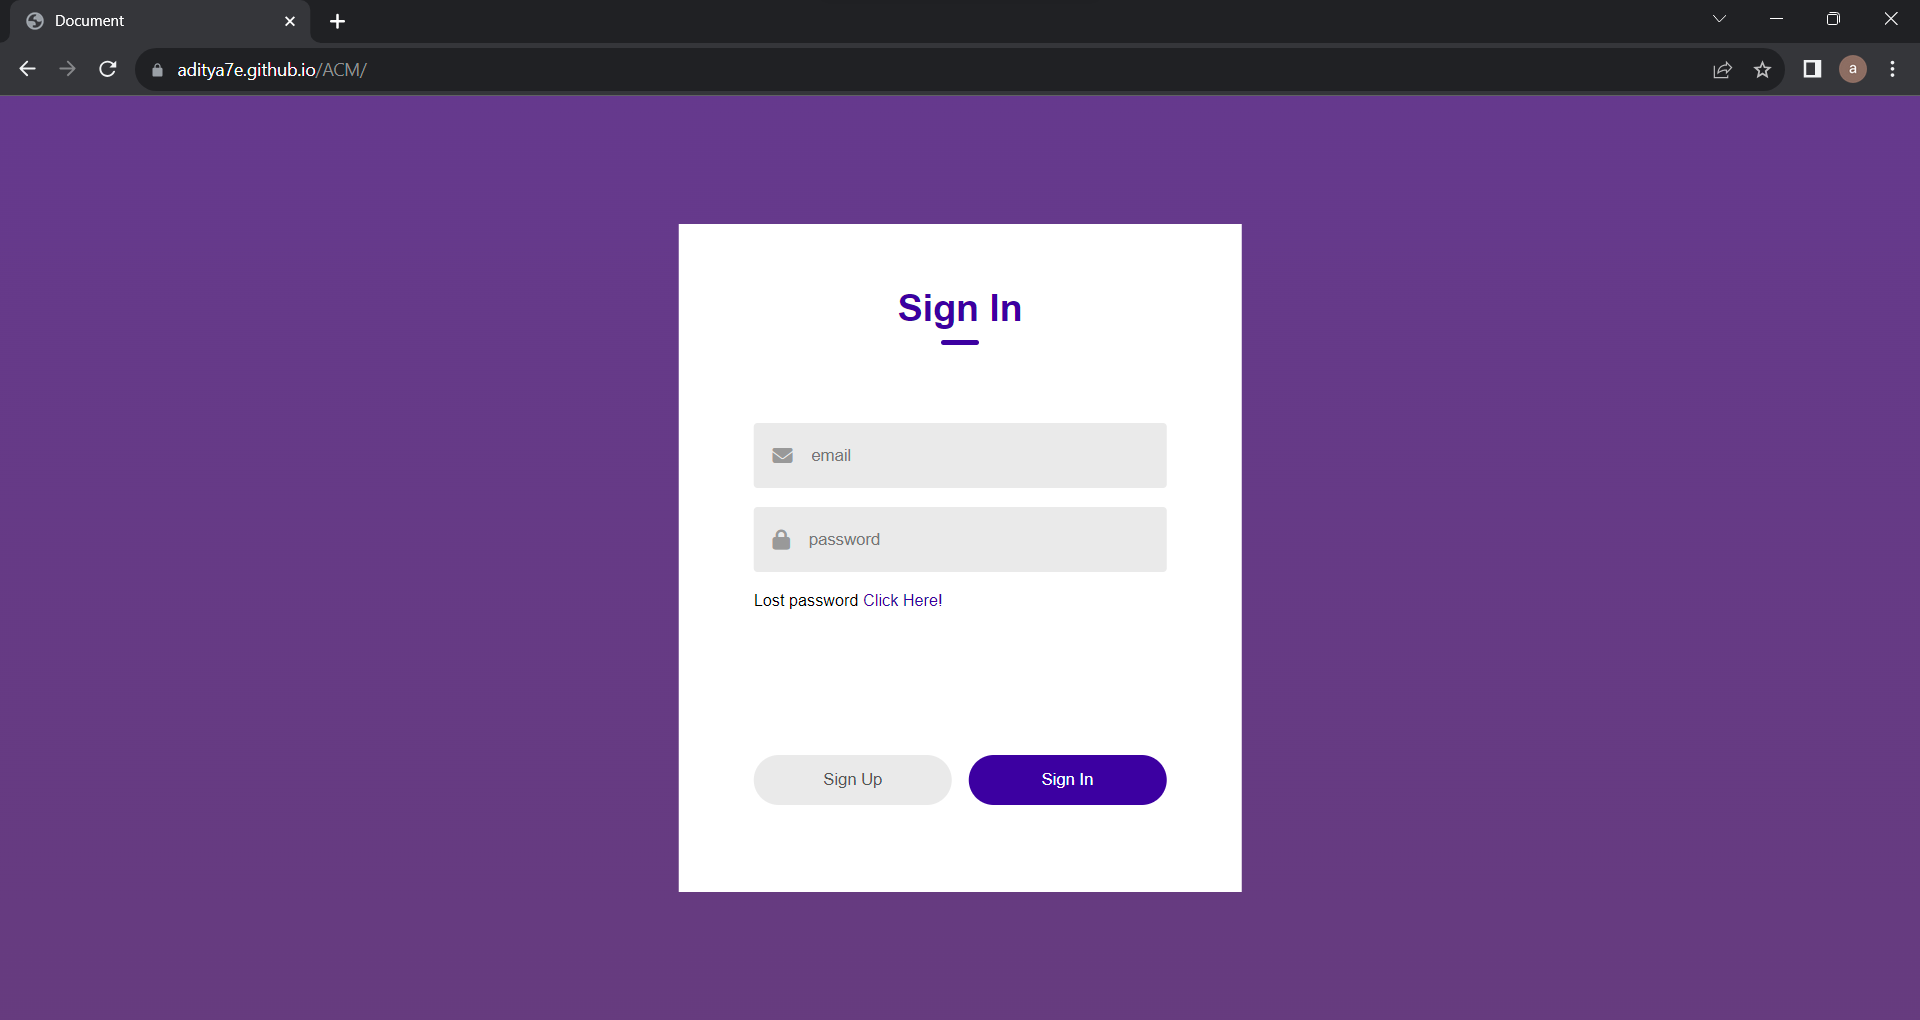 Document
aditya7e.github.io/ACM/
a
Sign In
email
password
Lost password Click Here!
Sign Up
Sign In